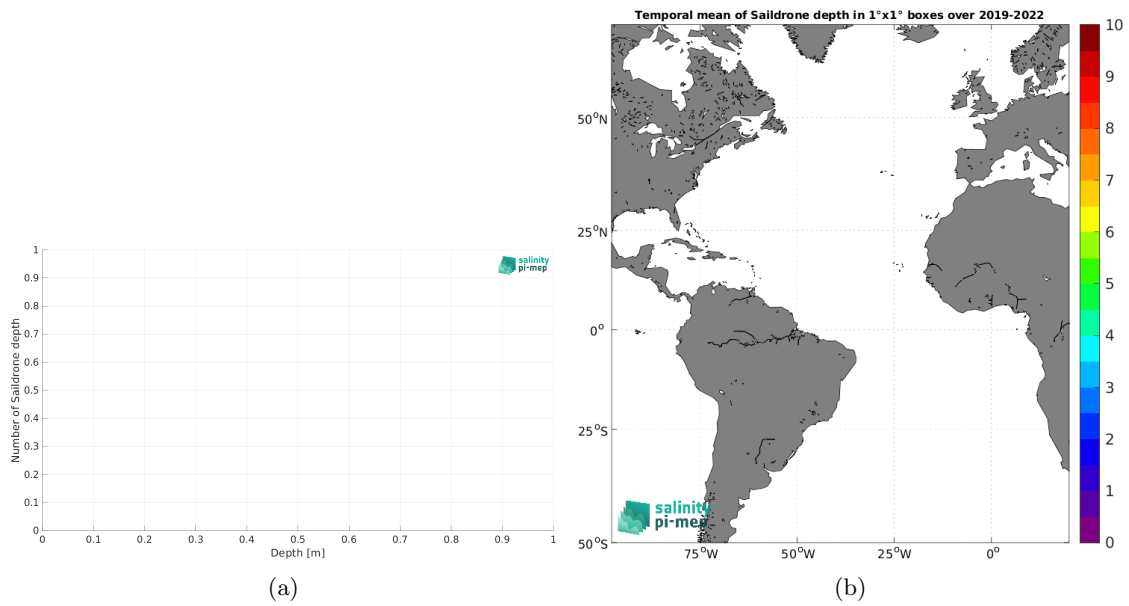 Temporal mean of Saildrone depth in 1°x1° boxes over 2019-2022
salinity
pi-mep
Number of Saildrone depth
1
0.9
0.8
0.7
0.6
0.5
0.4
0.3
0.2
0.1
0
0 0.1 0.2 0.3 0.4 0.5 0.6 0.7 0.8 0.9 1
Depth [m]
(a)
50°N
25°N
0°
25°S
50°S
75°W 50°W 25°W 0°
salinity
pi-mep
10
9
8
7
6
5
4
3
2
1
0
(b)